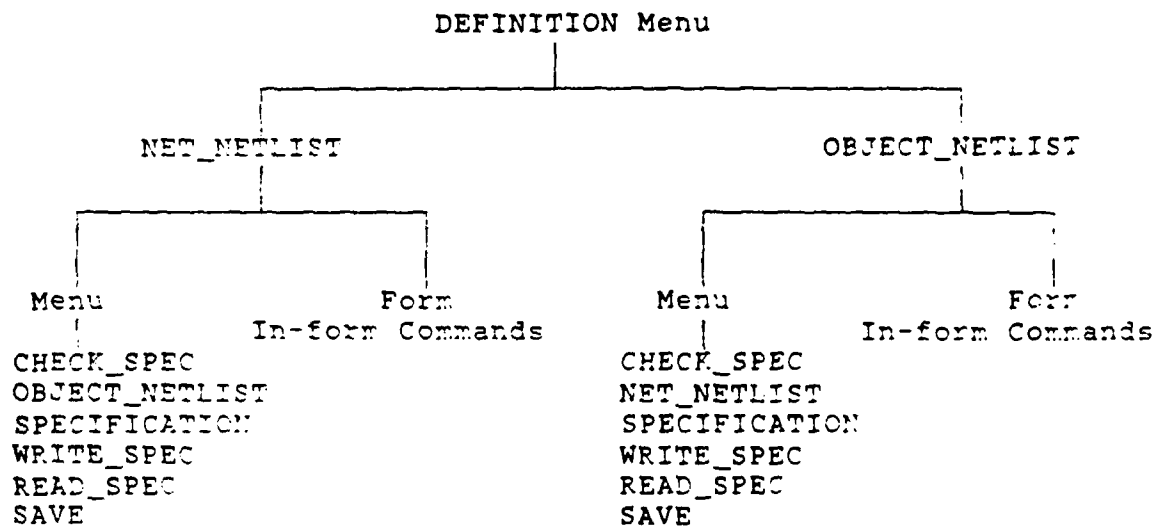 DEFINITION Menu
NET_NETLIST
OBJECT_NETLIST
Menu
Form
In-form Commands
CHECK_SPEC
OBJECT_NETLIST
SPECIFICATION
WRITE_SPEC
READ_SPEC
SAVE
Menu
Form
In-form Commands
CHECK_SPEC
NET_NETLIST
SPECIFICATION
WRITE_SPEC
READ_SPEC
SAVE